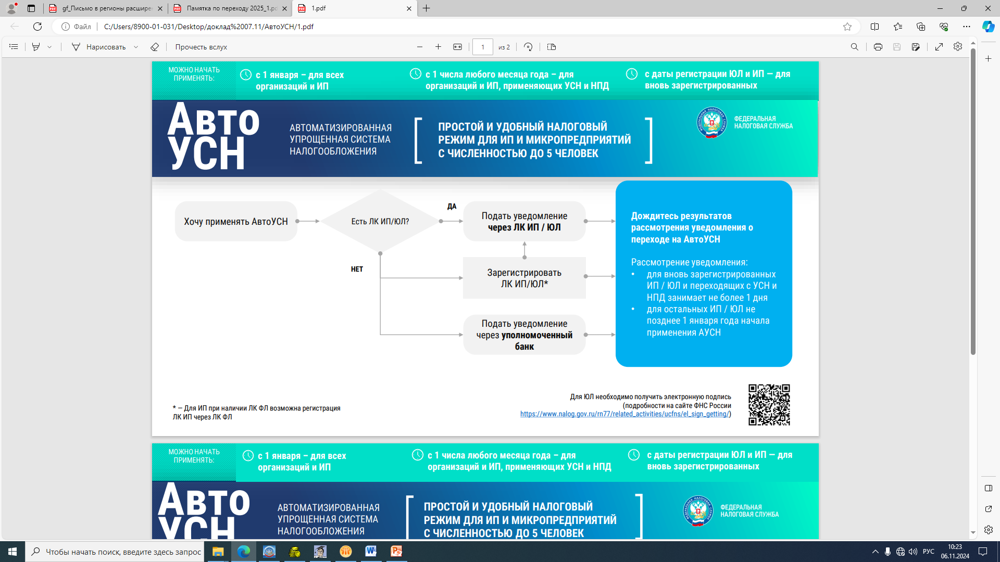 gf_Письмо в регионы расшире
Памятка по переходу 2025_1.pd
1.pdf
Файл
C:/Users/8900-01-031/Desktop/доклад%2007.11/АвтоУСН/1.pdf
Нарисовать
Прочесть вслух
1
из 2
МОЖНО НАЧАТЬ
ПРИМЕНЯТЬ:
с 1 января – для всех
организаций и ИП
с 1 числа любого месяца года – для
организаций и ИП, применяющих УСН и НПД
с даты регистрации ЮЛ и ИП — для
вновь зарегистрированных
Авто
УСН
АВТОМАТИЗИРОВАННАЯ
УПРОЩЕННАЯ СИСТЕМА
НАЛОГООБЛОЖЕНИЯ
ПРОСТОЙ И УДОБНЫЙ НАЛОГОВЫЙ
РЕЖИМ ДЛЯ ИП И МИКРОПРЕДПРИЯТИЙ
С ЧИСЛЕННОСТЬЮ ДО 5 ЧЕЛОВЕК
ФЕДЕРАЛЬНАЯ
НАЛОГОВАЯ СЛУЖБА
Хочу применять АвтоУСН
Есть ЛК ИП/ЮЛ?
ДА
НЕТ
Подать уведомление
через ЛК ИП / ЮЛ
Зарегистрировать
ЛК ИП/ЮЛ*
Подать уведомление
через уполномоченный
банк
Дождитесь результатов
рассмотрения уведомления о
переходе на АвтоУСН
Рассмотрение уведомления:
• для вновь зарегистрированных
ИП / ЮЛ и переходящих с УСН и
НПД занимает не более 1 дня
• для остальных ИП / ЮЛ не
позднее 1 января года начала
применения АУСН
* — Для ИП при наличии ЛК ФЛ возможна регистрация
ЛК ИП через ЛК ФЛ
Для ЮЛ необходимо получить электронную подпись
(подробности на сайте ФНС России
https://www.nalog.gov.ru/rn77/related_activities/ucfns/el_sign_getting/)
МОЖНО НАЧАТЬ
ПРИМЕНЯТЬ:
с 1 января – для всех
организаций и ИП
с 1 числа любого месяца года – для
организаций и ИП, применяющих УСН и НПД
с даты регистрации ЮЛ и ИП — для
вновь зарегистрированных
Авто
УСН
АВТОМАТИЗИРОВАННАЯ
УПРОЩЕННАЯ СИСТЕМА
НАЛОГООБЛОЖЕНИЯ
ПРОСТОЙ И УДОБНЫЙ НАЛОГОВЫЙ
РЕЖИМ ДЛЯ ИП И МИКРОПРЕДПРИЯТИЙ
С ЧИСЛЕННОСТЬЮ ДО 5 ЧЕЛОВЕК
ФЕДЕРАЛЬНАЯ
НАЛОГОВАЯ СЛУЖБА
Чтобы начать поиск, введите здесь запрос
РУС
10:23
06.11.2024